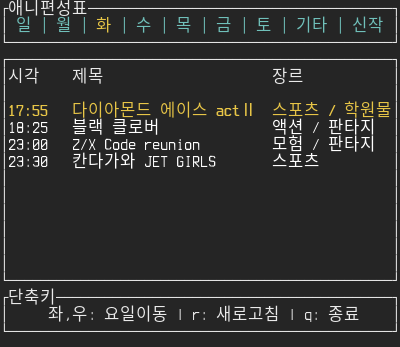 애니편성표
일 | 월 | 화 | 수 | 목 | 금 | 토 | 기타 | 신작
시각 제목 장르
17:55 다이아몬드 에이스 actⅡ 스포츠 / 학원물
18:25 블랙 클로버 액션 / 판타지
23:00 Z/X Code reunion 모험 / 판타지
23:30 칸다가와 JET GIRLS 스포츠
단축키
좌,우: 요일이동 | r: 새로고침 | q: 종료